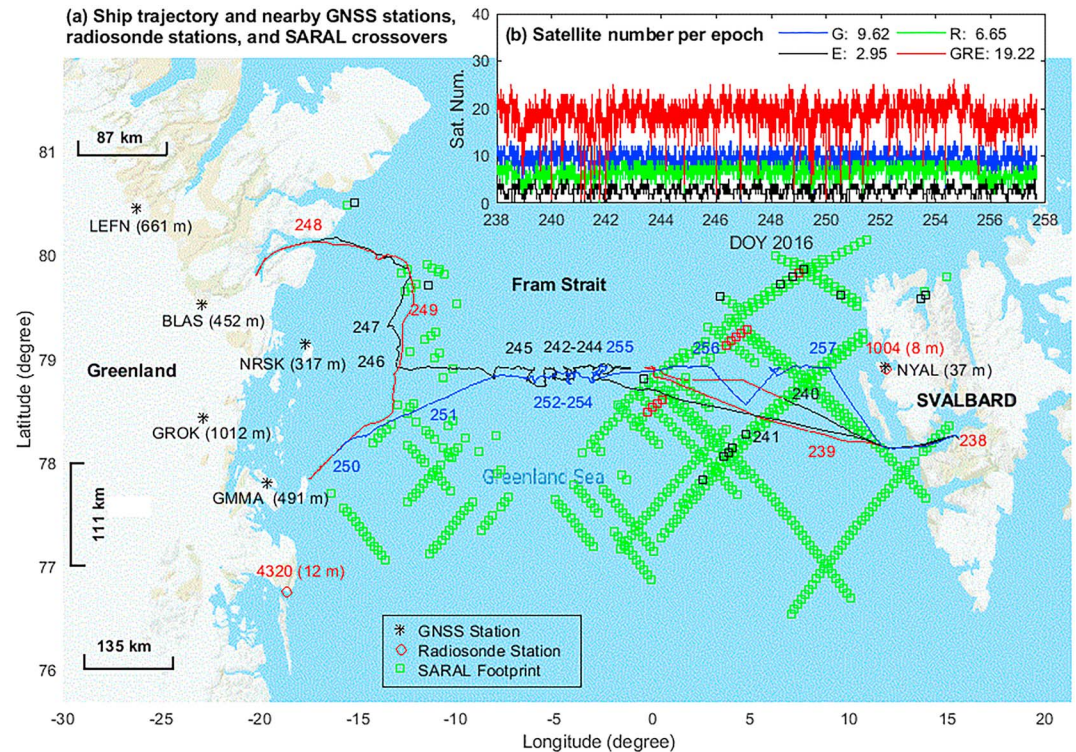 (a) Ship trajectory and nearby GNSS stations,
radiosonde stations, and SARAL crossovers
(b) Satellite number per epoch
G: 9.62
R: 6.65
E: 2.95
GRE: 19.22
Sat. Num.
40
30
20
10
0
238 240 242 244 246 248 250 252 254 256 258
DOY 2016
87 km
LEFN (661 m)
248
BLAS (452 m)
249
247
NRSK (317 m)
246
Fram Strait
245 242-244 255
256
257
1004 (8 m)
NYAL (37 m)
Greenland
SVALBARD
252-254
251
240
GROK (1012 m)
241
239
238
250
Greenland Sea
GMMA (491 m)
111 km
4320 (12 m)
135 km
GNSS Station
Radiosonde Station
SARAL Footprint
Latitude (degree)
81
80
79
78
77
76
-30 -25 -20 -15 -10 -5 0 5 10 15 20
Longitude (degree)